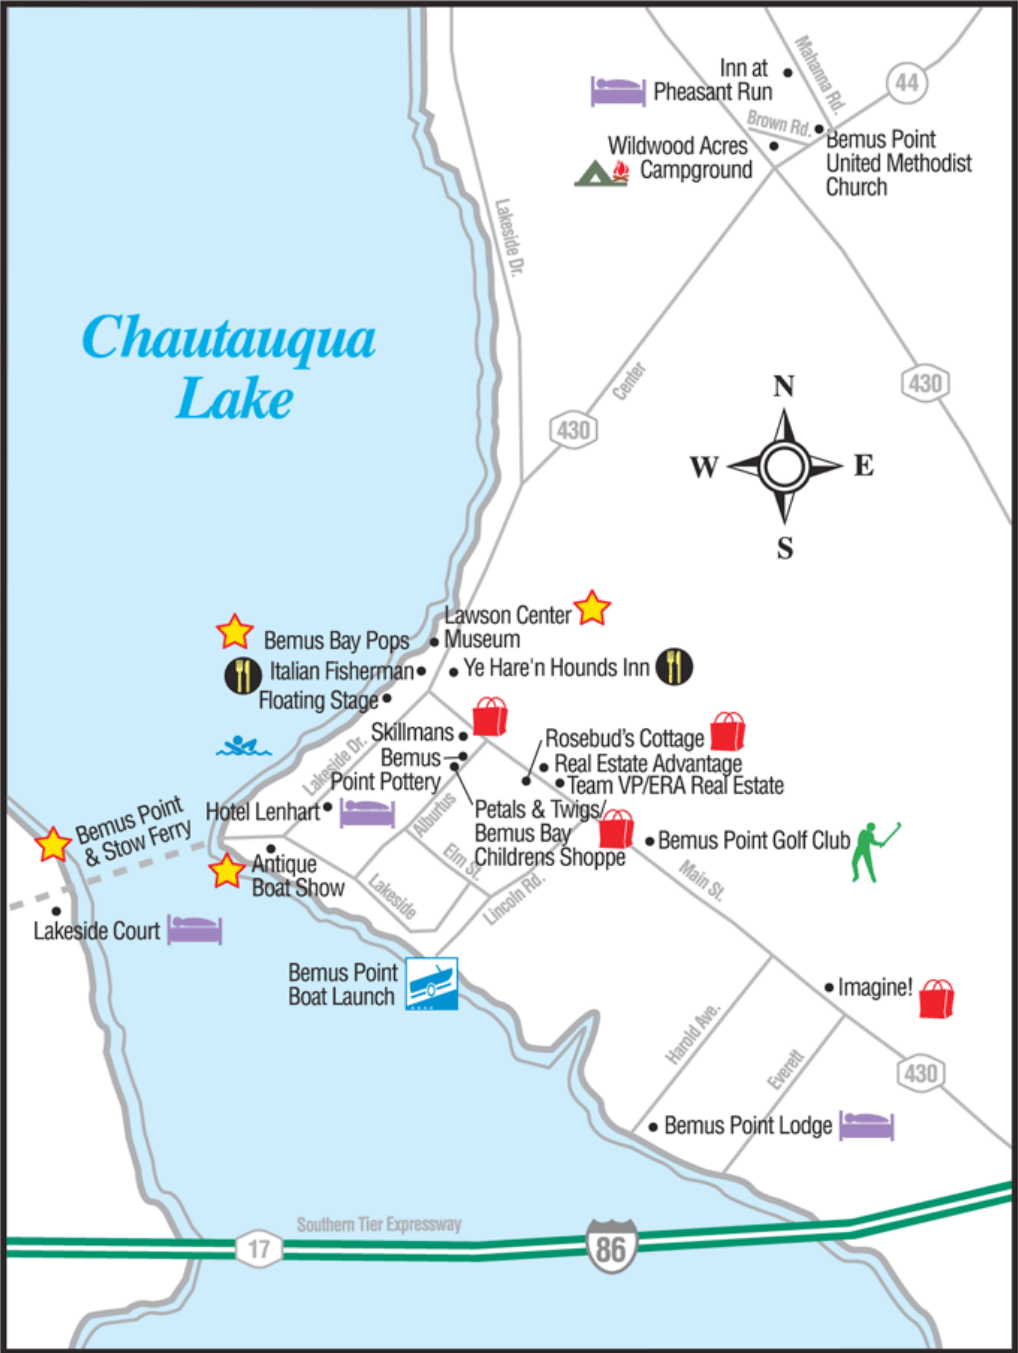 Inn at
Pheasant Run
Mahanna Rd.
44
Brown Rd.
Wildwood Acres
Campground
Bemus Point
United Methodist
Church
Lakeside Dr.
Chautauqua
Lake
Center
430
430
N
W
E
S
Lawson Center
Museum
Bemus Bay Pops
Italian Fisherman
Ye Hare'n Hounds Inn
Floating Stage
Skillmans
Bemus
Point Pottery
Rosebud's Cottage
Real Estate Advantage
Team VP/ERA Real Estate
Lakeside Dr.
Hotel Lenhart
Alburtus
Petals & Twigs/
Bemus Bay
Childrens Shoppe
Bemus Point Golf Club
Bemus Point
& Stow Ferry
Antique
Boat Show
Elm St.
Lakeside
Lincoln Rd.
Main St.
Lakeside Court
Bemus Point
Boat Launch
Imagine!
Harold Ave.
Everett
430
Bemus Point Lodge
Southern Tier Expressway
17
86